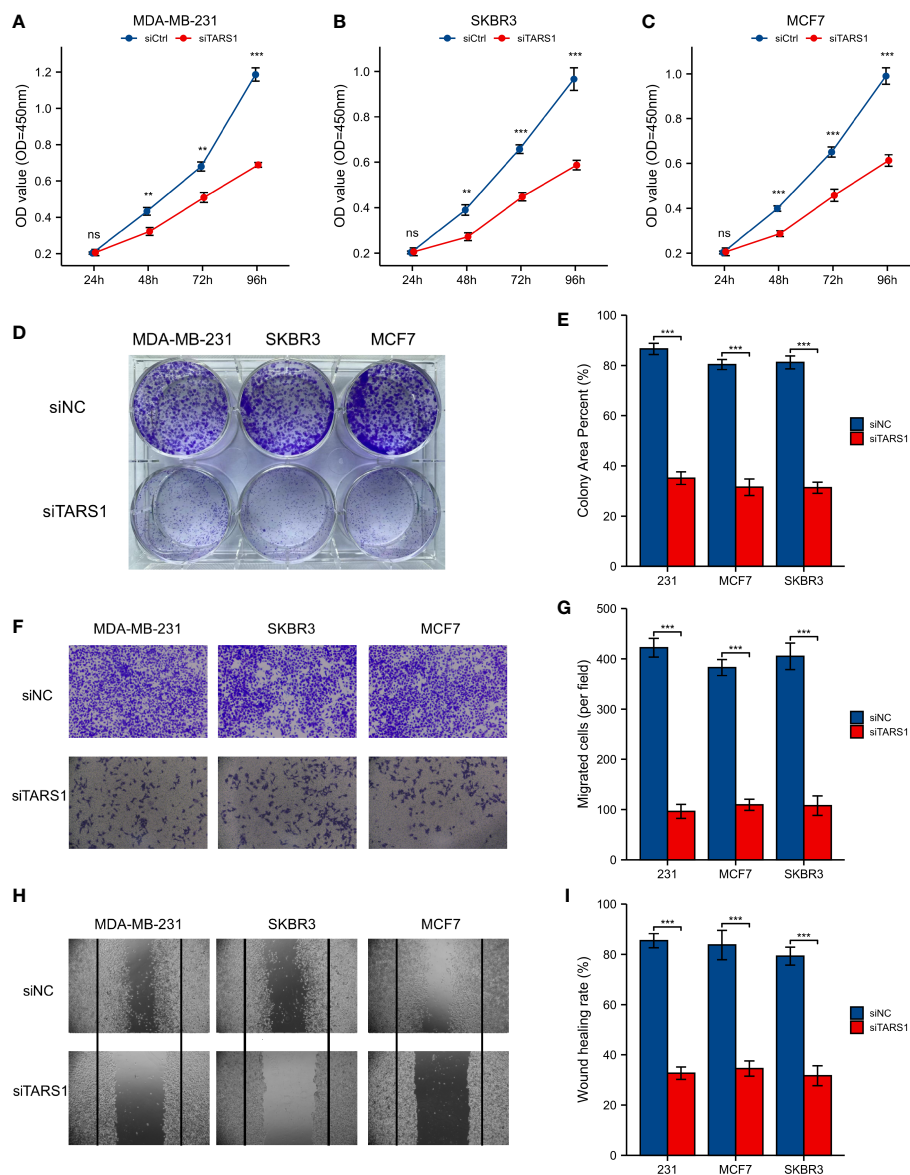 A
MDA-MB-231
siCtrl siTARS1
OD value (OD=450nm)
1.2
1.0
0.8
0.6
0.4
0.2
ns
**
**
***
24h 48h 72h 96h
B
SKBR3
siCtrl siTARS1
OD value (OD=450nm)
1.0
0.8
0.6
0.4
0.2
ns
**
***
***
24h 48h 72h 96h
C
MCF7
siCtrl siTARS1
OD value (OD=450nm)
1.0
0.8
0.6
0.4
0.2
ns
***
***
***
24h 48h 72h 96h
D
MDA-MB-231 SKBR3 MCF7
siNC
siTARS1
E
Colony Area Percent (%)
100
80
60
40
20
0
*** *** ***
231 MCF7 SKBR3
siNC
siTARS1
F
MDA-MB-231 SKBR3 MCF7
siNC
siTARS1
G
Migrated cells (per field)
500
400
300
200
100
0
*** *** ***
231 MCF7 SKBR3
siNC
siTARS1
H
MDA-MB-231 SKBR3 MCF7
siNC
siTARS1
I
Wound healing rate (%)
100
80
60
40
20
0
*** *** ***
231 MCF7 SKBR3
siNC
siTARS1